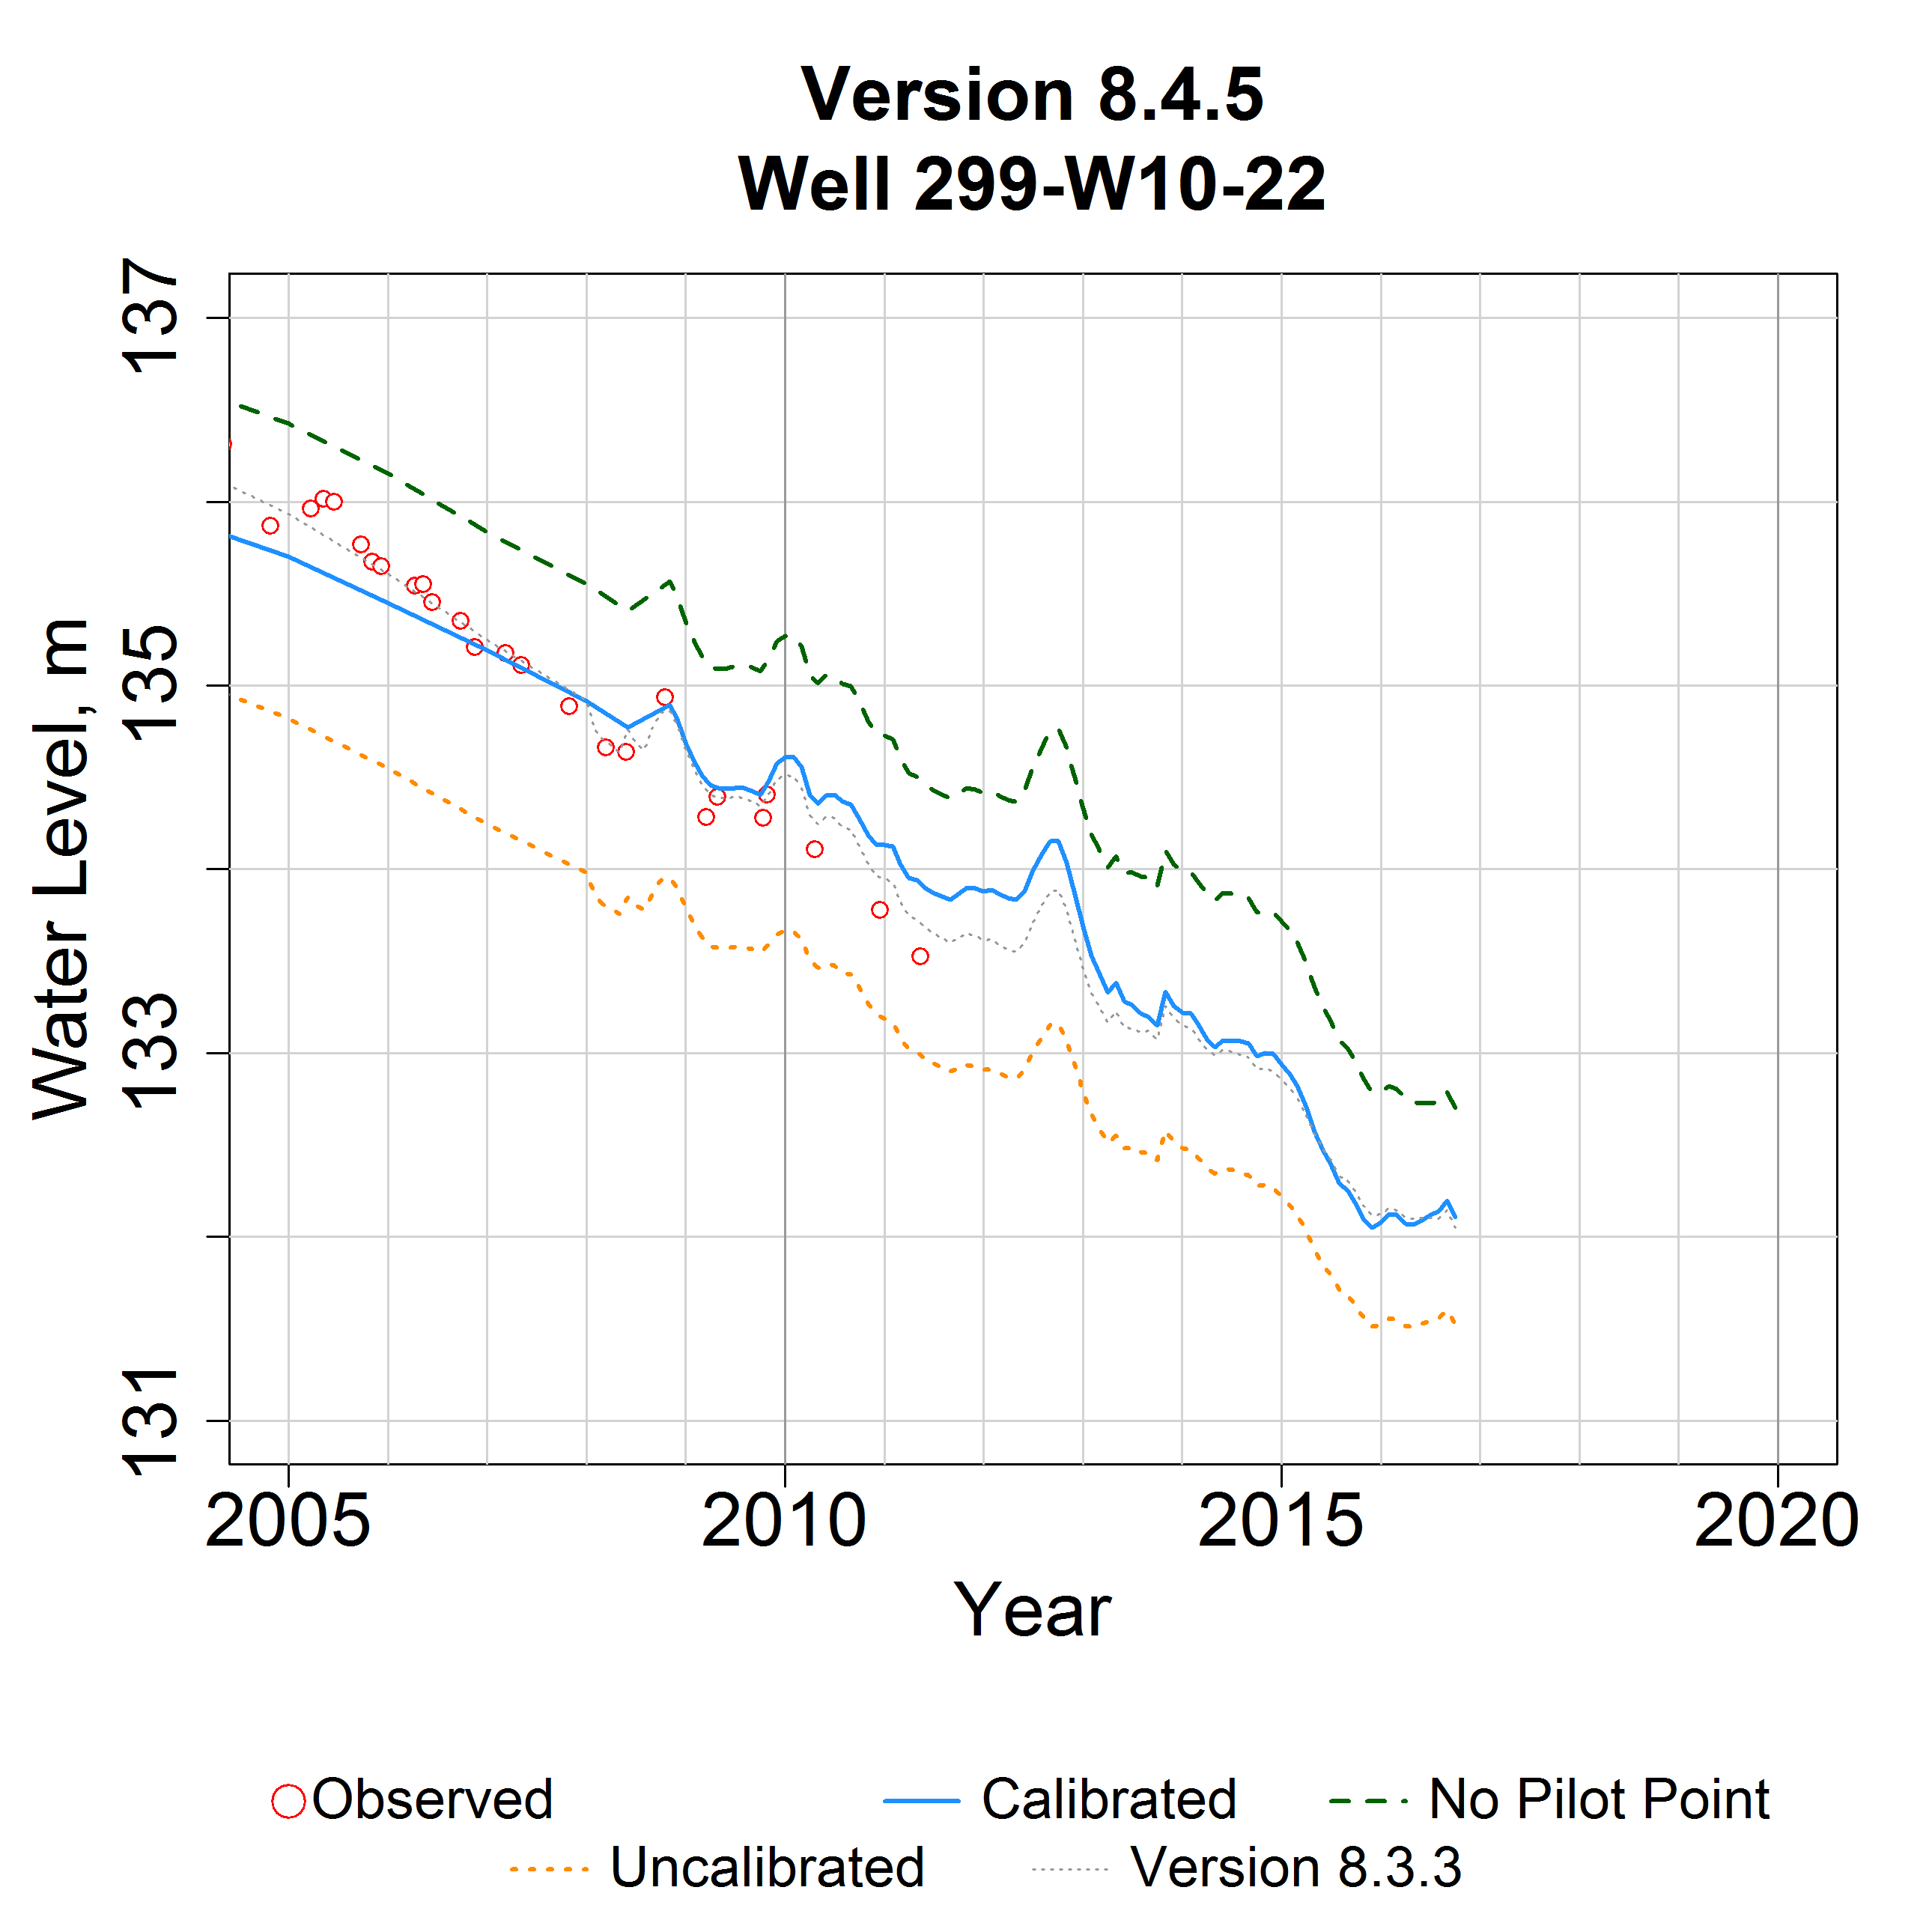 Version 8.4.5
Well 299-W10-22
Water Level, m
137
135
133
131
2005 2010 2015 2020
Year
Observed Calibrated No Pilot Point
Uncalibrated Version 8.3.3